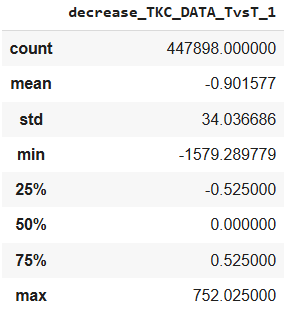 decrease_TKC_DATA_TvsT_1
count 447898.000000
mean -0.901577
std 34.036686
min -1579.289779
25% -0.525000
50% 0.000000
75% 0.525000
max 752.025000